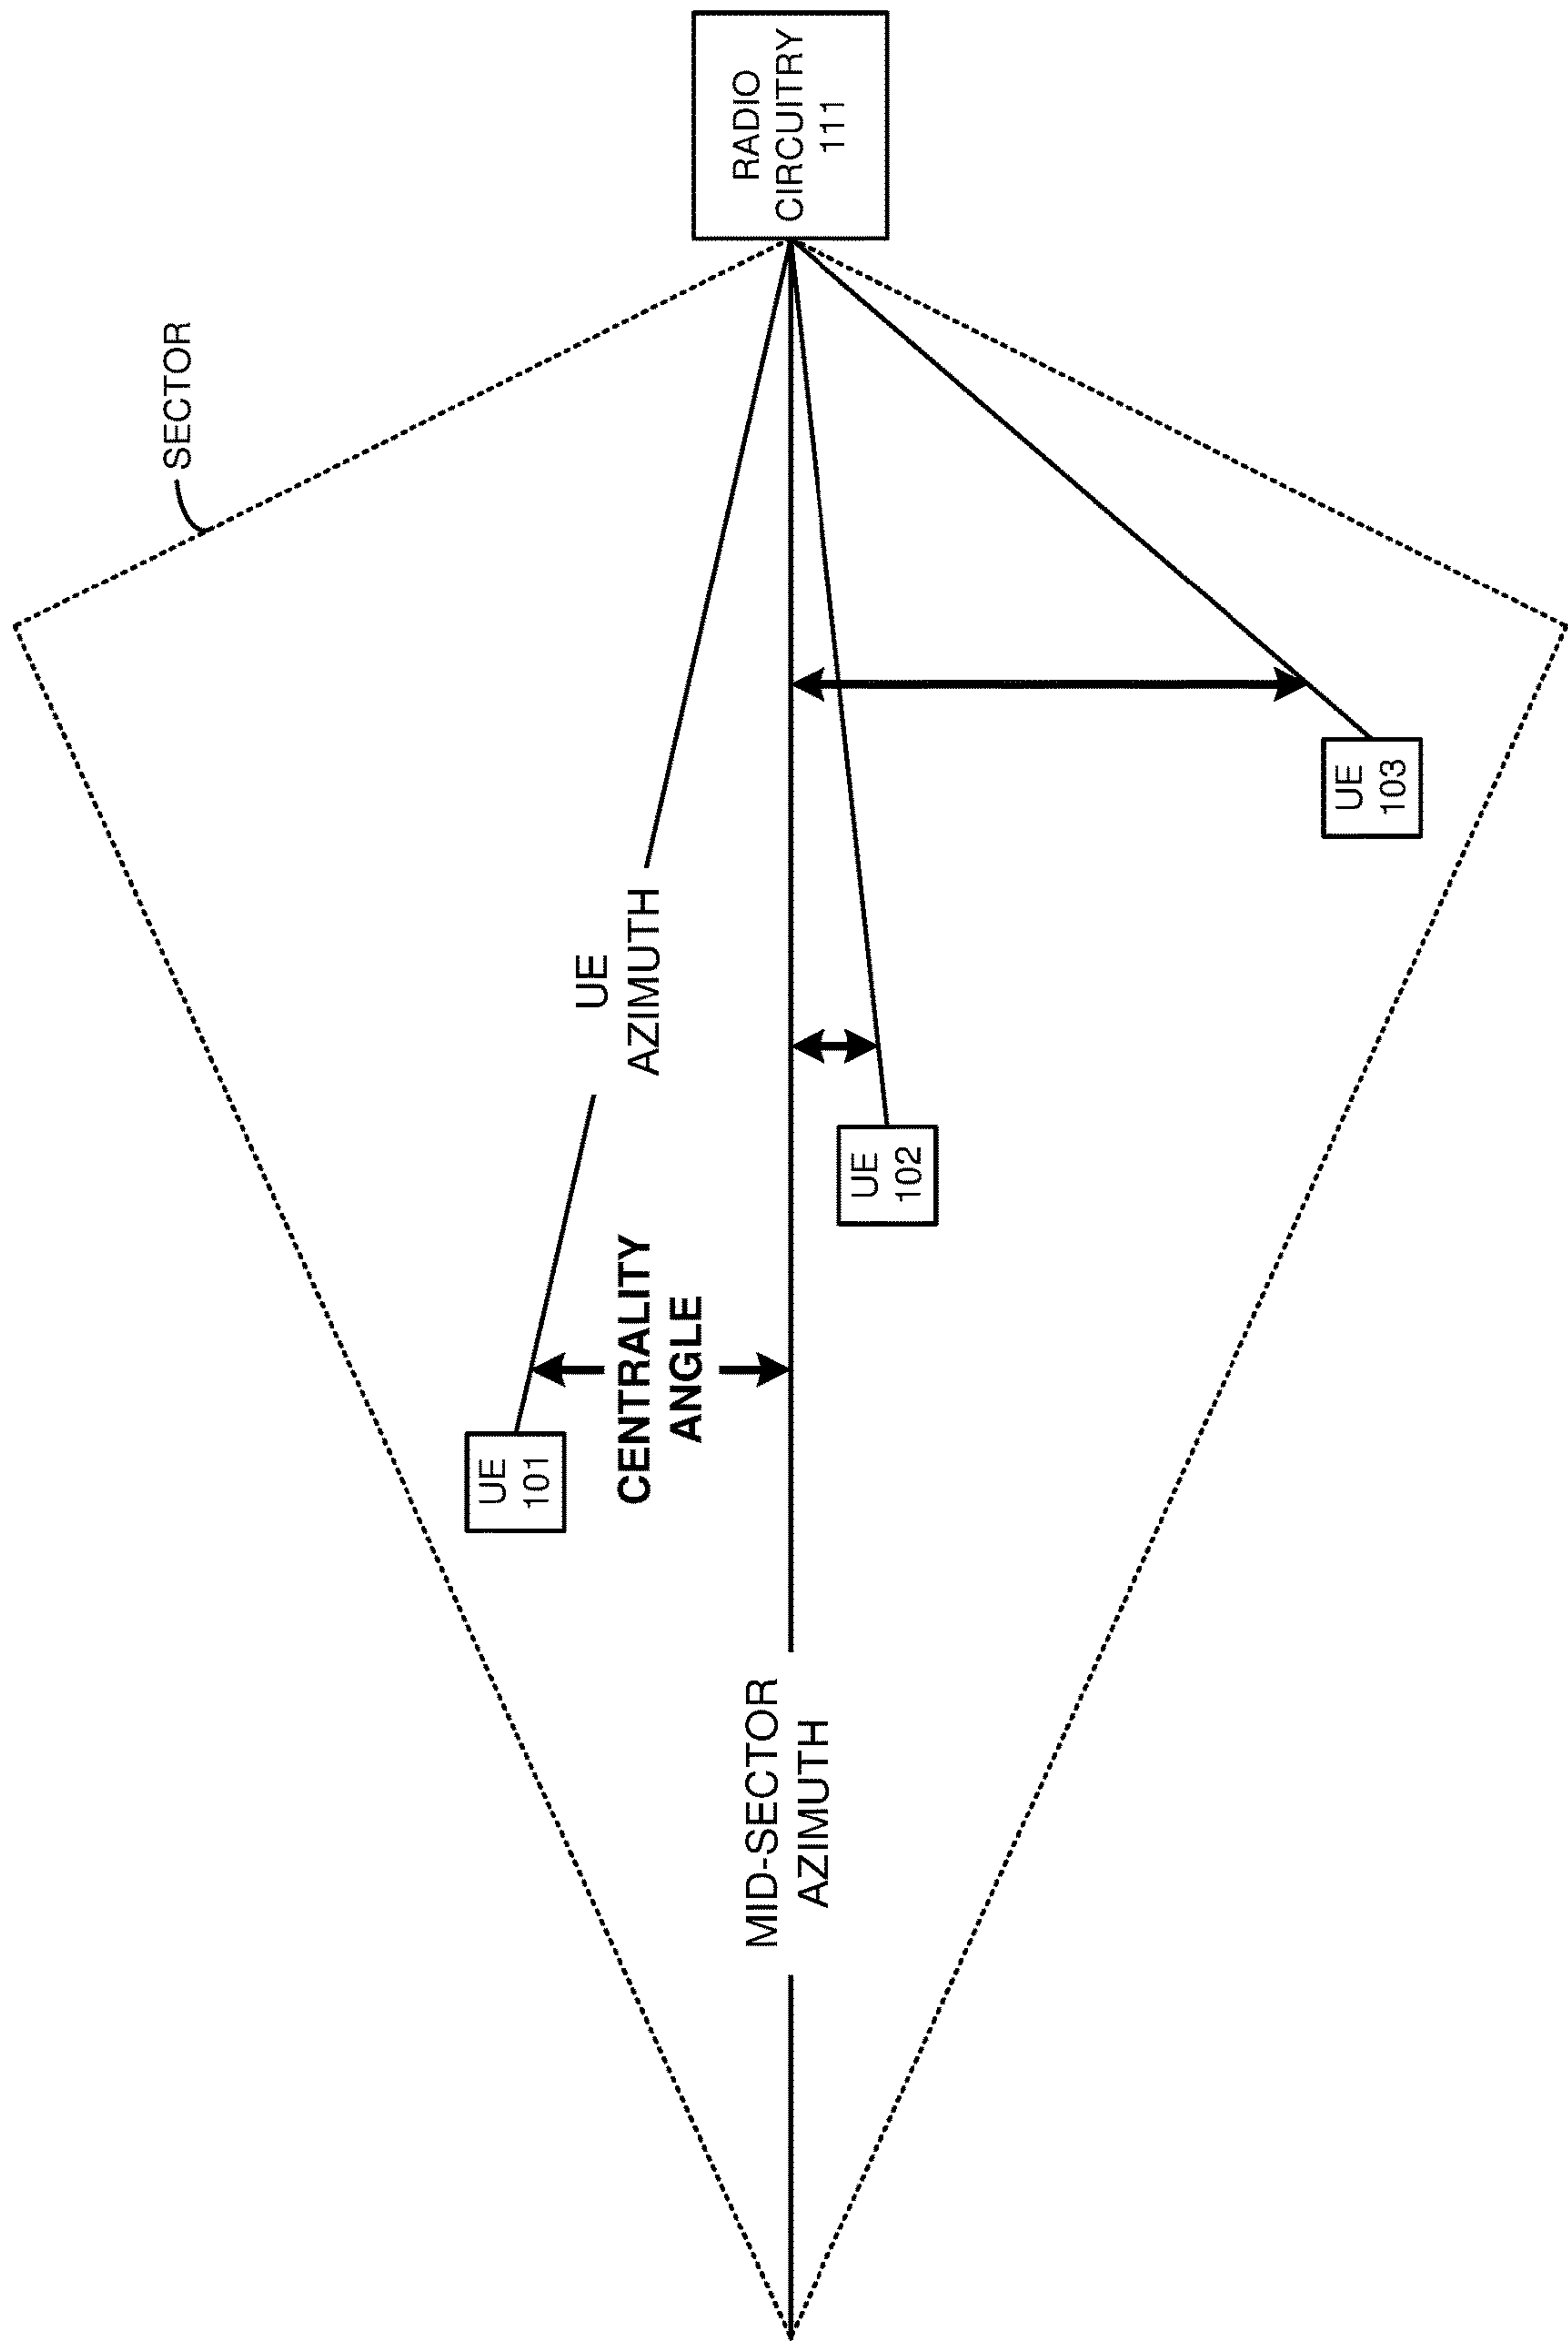 SECTOR
RADIO
CIRCUITRY
111
UE
AZIMUTH
CENTRALITY
ANGLE
UE
101
UE
102
UE
103
MID-SECTOR
AZIMUTH